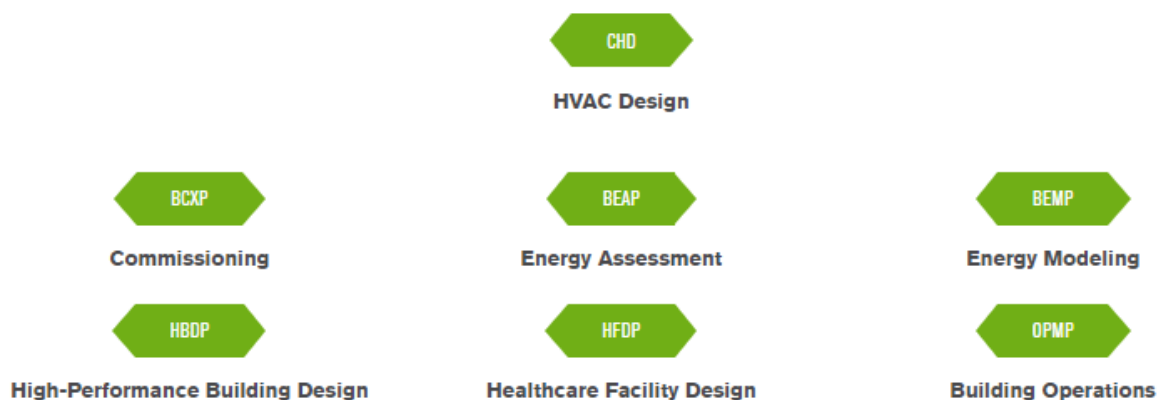 CHD
HVAC Design
BCXP
BEAP
BEMP
Commissioning
Energy Assessment
Energy Modeling
HBDP
HFDP
OPMP
High-Performance Building Design
Healthcare Facility Design
Building Operations